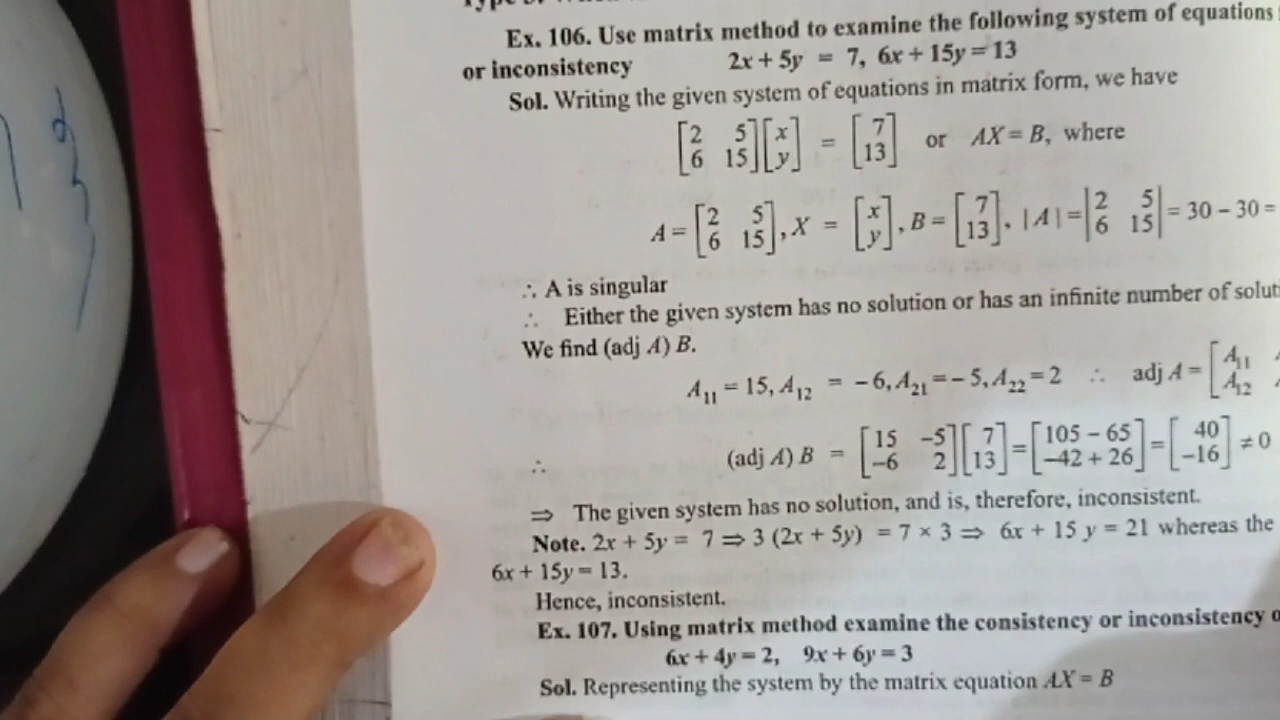 Ex. 106. Use matrix method to examine the following system of equations
or inconsistency 2x + 5y = 7, 6x + 15y = 13
Sol. Writing the given system of equations in matrix form, we have
[2 5] [x] = [7] or AX = B, where
[6 15] [y] [13]
A = [2 5], X = [x], B = [7], |A| = |2 5| = 30 – 30 =
[6 15] [y] [13] |6 15|
∴ A is singular
∴ Either the given system has no solution or has an infinite number of solut
We find (adj A) B.
A₁₁ = 15, A₁₂ = –6, A₂₁ = –5, A₂₂ = 2 ∴ adj A = [A₁₁
[A₁₂
∴ (adj A) B = [15 –5] [7] = [105 – 65] = [40] ≠ 0
[–6 2] [13] [–42 + 26] [–16]
⇒ The given system has no solution, and is, therefore, inconsistent.
Note. 2x + 5y = 7 ⇒ 3 (2x + 5y) = 7 × 3 ⇒ 6x + 15 y = 21 whereas the
6x + 15y = 13.
Hence, inconsistent.
Ex. 107. Using matrix method examine the consistency or inconsistency o
6x + 4y = 2, 9x + 6y = 3
Sol. Representing the system by the matrix equation AX = B